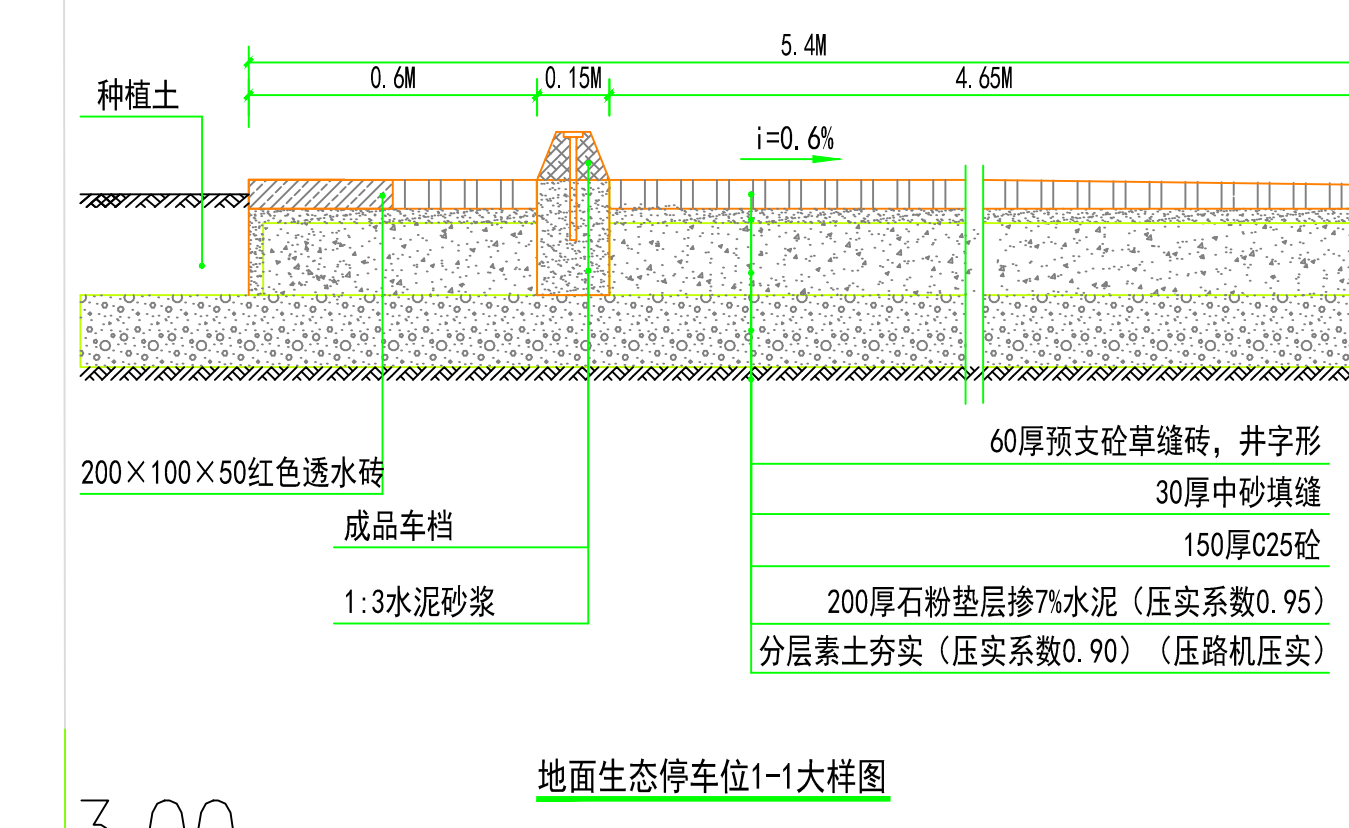 5.4M
0.6M
0.15M
4.65M
种植土
i=0.6%
60厚预支砼草缝砖，井字形
200×100×50红色透水砖
30厚中砂填缝
成品车档
150厚C25砼
1:3水泥砂浆
200厚石粉垫层掺7%水泥（压实系数0.95）
分层素土夯实（压实系数0.90）（压路机压实）
地面生态停车位1-1大样图